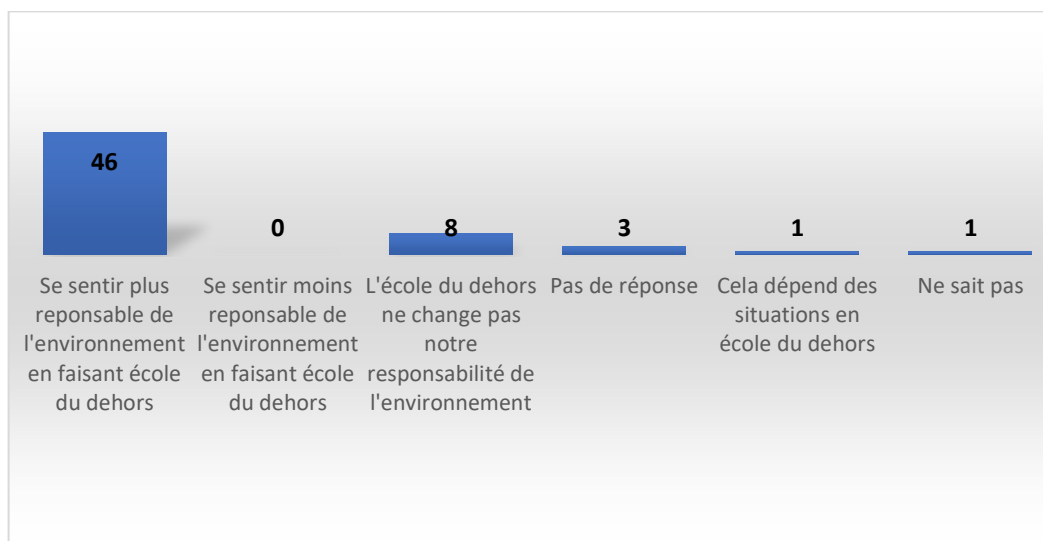 46
0
8
3
1
1
Se sentir plus
reponsable de
l'environnement
en faisant école
du dehors
Se sentir moins
reponsable de
l'environnement
en faisant école
du dehors
L'école du dehors
ne change pas
notre
responsabilité de
l'environnement
Pas de réponse
Cela dépend des
situations en
école du dehors
Ne sait pas